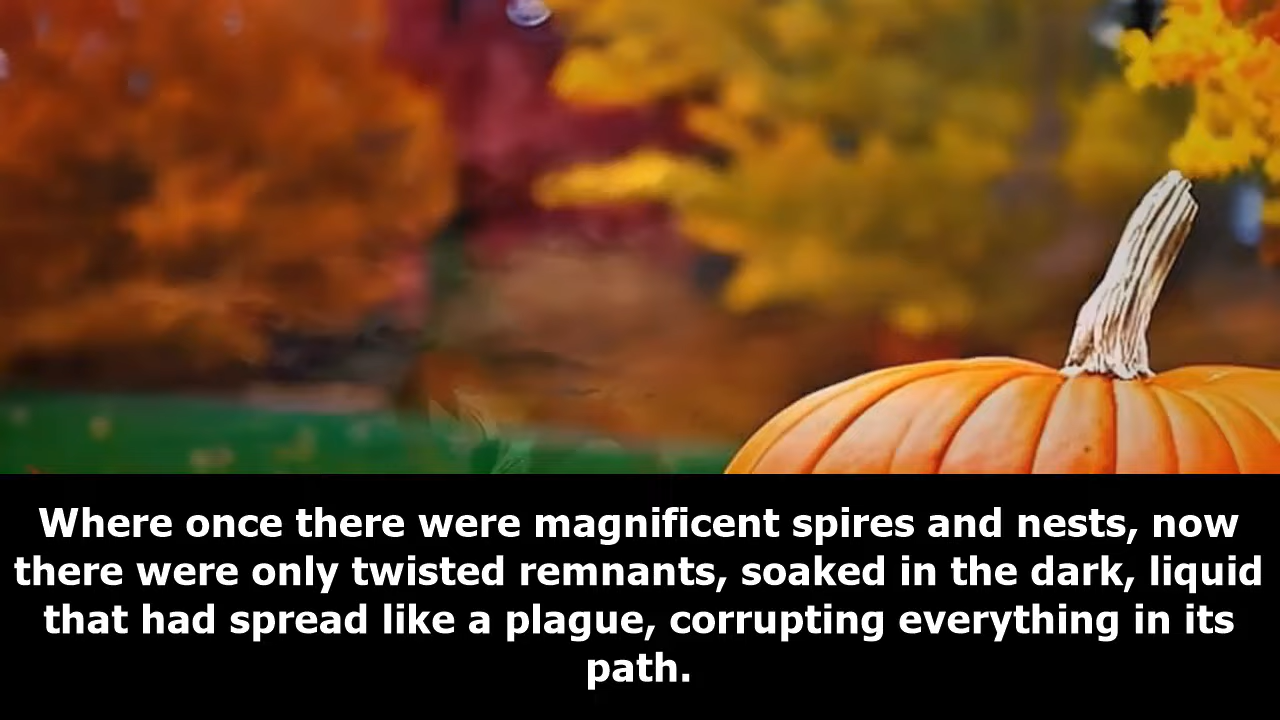 Where once there were magnificent spires and nests, now
there were only twisted remnants, soaked in the dark, liquid
that had spread like a plague, corrupting everything in its
path.